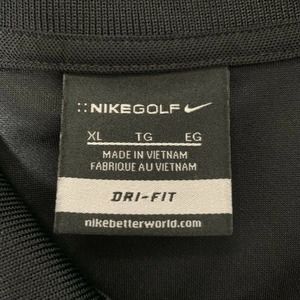 ::NIKEGOLF
XL TG EG
MADE IN VIETNAM
FABRIQUE AU VIETNAM
DRI-FIT
nikebetterworld.com